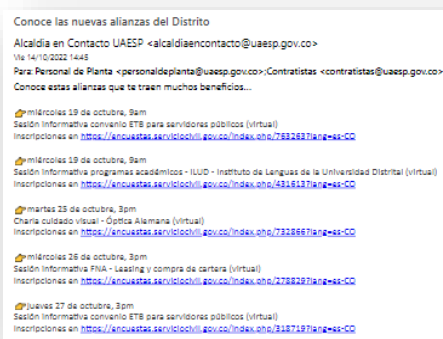 Conoce las nuevas alianzas del Distrito
Alcaldia en Contacto UAESP <alcaldiaencontacto@uaesp.gov.co>
Vie 14/10/2022 14:45
Para: Personal de Planta <personaldeplanta@uaesp.gov.co>;Contratistas <contratistas@uaesp.gov.co>
Conoce estas alianzas que te traen muchos beneficios...
👉miércoles 19 de octubre, 9am
Sesión informativa convenio ETB para servidores públicos (virtual)
Inscripciones en https://encuestas.serviciocivil.gov.co/index.php/763263?lang=es-CO
👉miércoles 19 de octubre, 9am
Sesión informativa programas académicos - ILUD - Instituto de Lenguas de la Universidad Distrital (virtual)
Inscripciones en https://encuestas.serviciocivil.gov.co/index.php/431613?lang=es-CO
👉martes 25 de octubre, 3pm
Charla cuidado visual - Óptica Alemana (virtual)
Inscripciones en https://encuestas.serviciocivil.gov.co/index.php/732866?lang=es-CO
👉miércoles 26 de octubre, 3pm
Sesión informativa FNA - Leasing y compra de cartera (virtual)
Inscripciones en https://encuestas.serviciocivil.gov.co/index.php/278829?lang=es-CO
👉jueves 27 de octubre, 3pm
Sesión informativa convenio ETB para servidores públicos (virtual)
Inscripciones en https://encuestas.serviciocivil.gov.co/index.php/318719?lang=es-CO